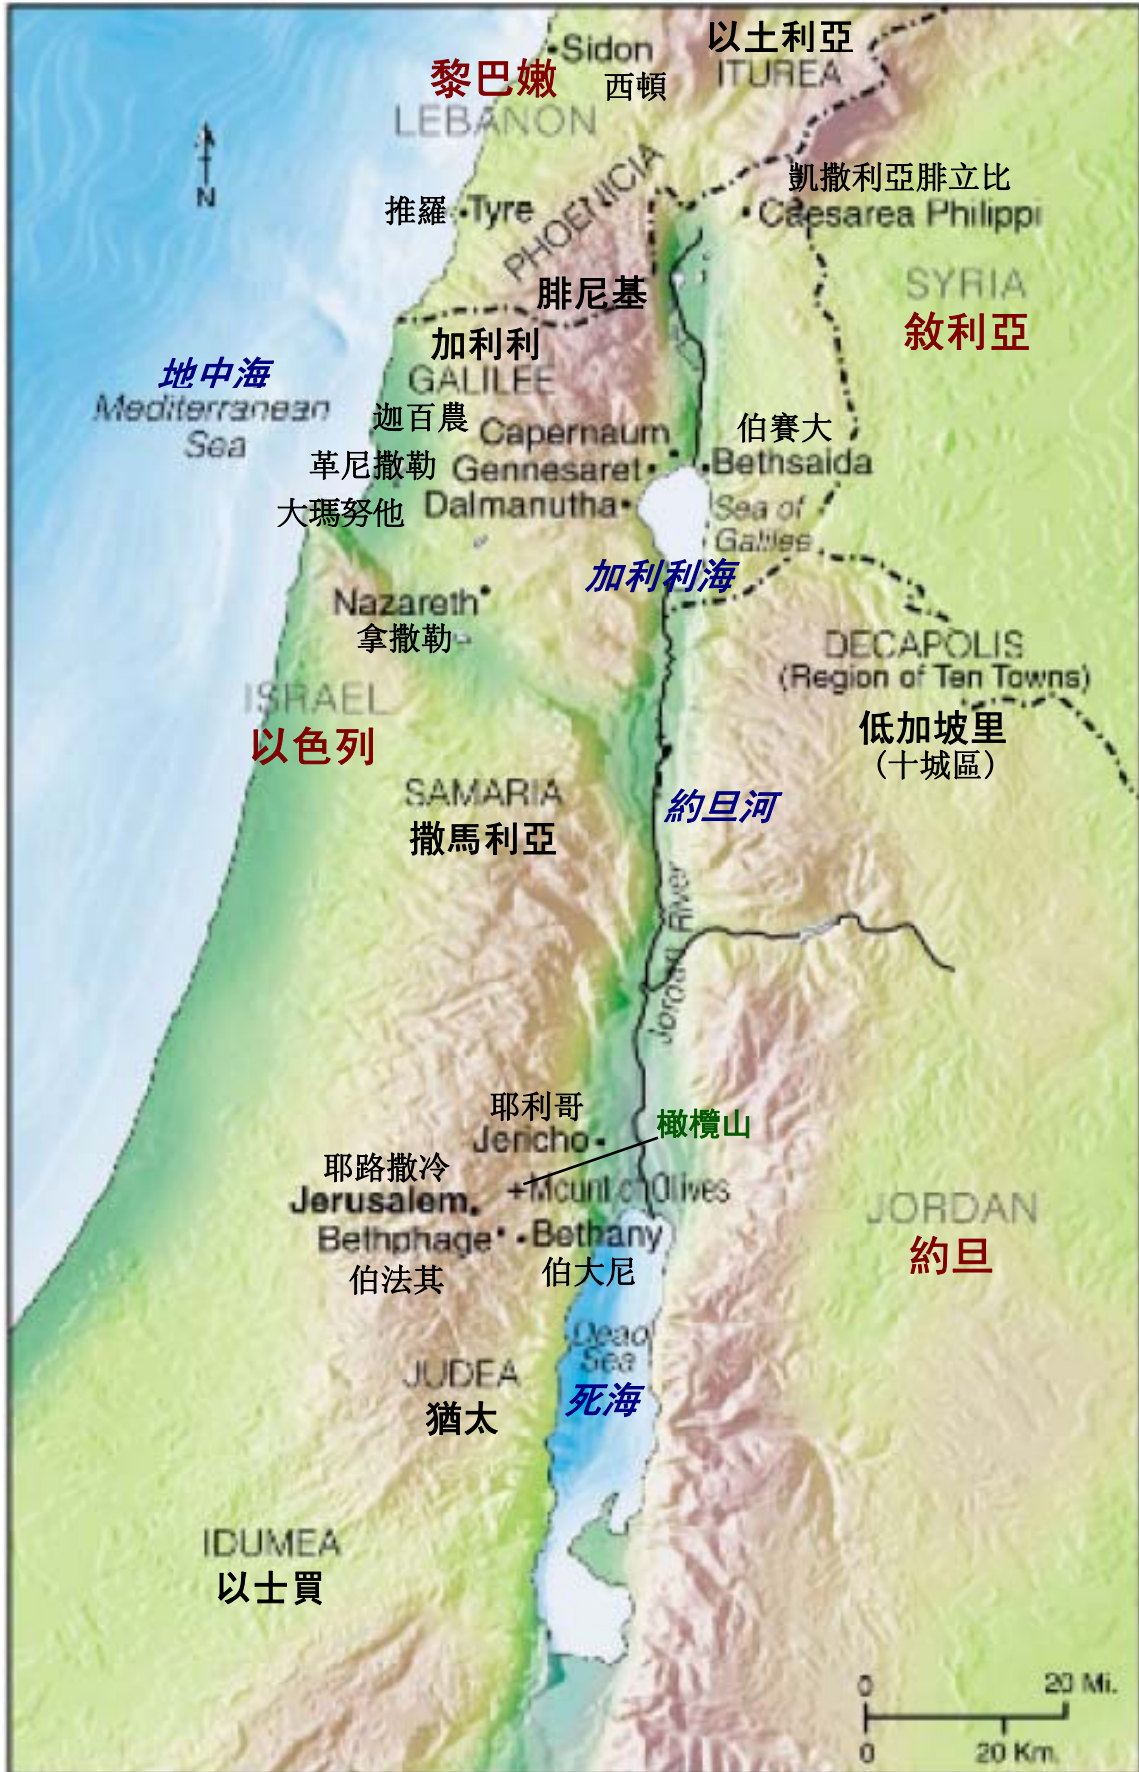 Sidon
西頓
以土利亞
ITUREA
黎巴嫩
LEBANON
N
推羅
Tyre
PHOENICIA
腓尼基
凱撒利亞腓立比
Caesarea Philippi
SYRIA
敘利亞
加利利
GALILEE
地中海
Mediterranean
Sea
迦百農
Capernaum
革尼撒勒
Gennesaret
大瑪努他
Dalmanutha
伯賽大
Bethsaida
Sea of
Galilee
加利利海
Nazareth
拿撒勒
DECAPOLIS
(Region of Ten Towns)
低加坡里
(十城區)
ISRAEL
以色列
SAMARIA
撒馬利亞
約旦河
Jordan River
耶利哥
Jericho
橄欖山
Mount of Olives
耶路撒冷
Jerusalem
Bethphage
伯法其
Bethany
伯大尼
JORDAN
約旦
Dead
Sea
死海
JUDEA
猶太
IDUMEA
以士買
0 20 Mi.
0 20 Km.